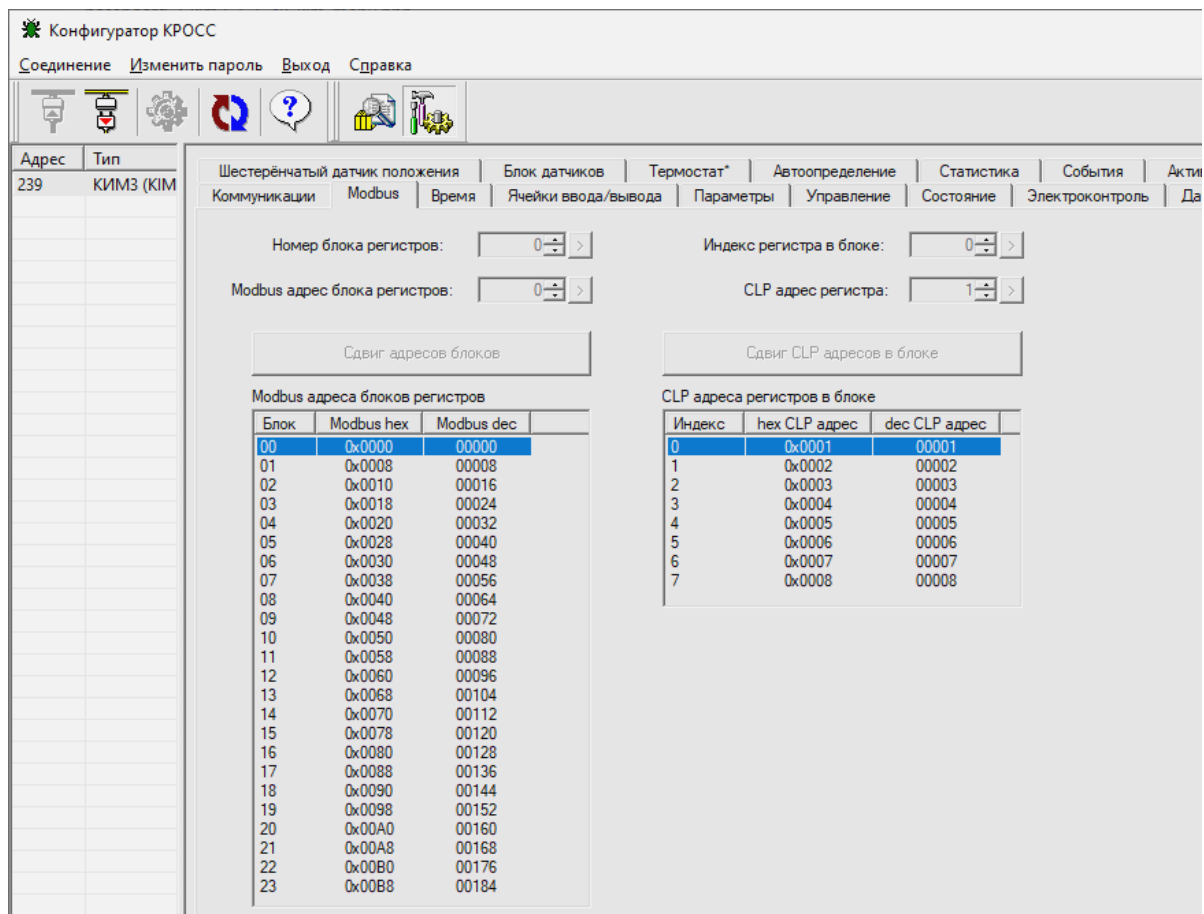 Конфигуратор КРОСС
Соединение Изменить пароль Выход Справка
Адрес Тип
239 КИМ3 (KIM
Шестерёнчатый датчик положения Блок датчиков Термостат* Автоопределение Статистика События Акти
Коммуникации Modbus Время Ячейки ввода/вывода Параметры Управление Состояние Электроконтроль Да
Номер блока регистров: 0 > Индекс регистра в блоке: 0 >
Modbus адрес блока регистров: 0 > CLP адрес регистра: 1 >
Сдвиг адресов блоков Сдвиг CLP адресов в блоке
Modbus адреса блоков регистров CLP адреса регистров в блоке
Блок Modbus hex Modbus dec Индекс hex CLP адрес dec CLP адрес
00 0x0000 00000 0 0x0001 00001
01 0x0008 00008 1 0x0002 00002
02 0x0010 00016 2 0x0003 00003
03 0x0018 00024 3 0x0004 00004
04 0x0020 00032 4 0x0005 00005
05 0x0028 00040 5 0x0006 00006
06 0x0030 00048 6 0x0007 00007
07 0x0038 00056 7 0x0008 00008
08 0x0040 00064
09 0x0048 00072
10 0x0050 00080
11 0x0058 00088
12 0x0060 00096
13 0x0068 00104
14 0x0070 00112
15 0x0078 00120
16 0x0080 00128
17 0x0088 00136
18 0x0090 00144
19 0x0098 00152
20 0x00A0 00160
21 0x00A8 00168
22 0x00B0 00176
23 0x00B8 00184